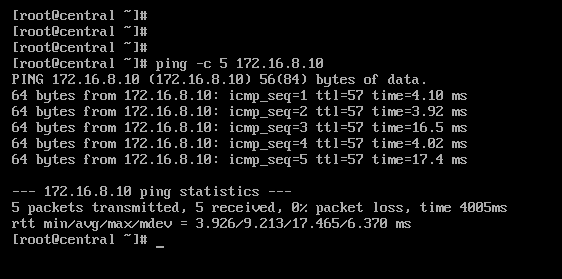 [root@central ~]#
[root@central ~]#
[root@central ~]#
[root@central ~]# ping -c 5 172.16.8.10
PING 172.16.8.10 (172.16.8.10) 56(84) bytes of data.
64 bytes from 172.16.8.10: icmp_seq=1 ttl=57 time=4.10 ms
64 bytes from 172.16.8.10: icmp_seq=2 ttl=57 time=3.92 ms
64 bytes from 172.16.8.10: icmp_seq=3 ttl=57 time=16.5 ms
64 bytes from 172.16.8.10: icmp_seq=4 ttl=57 time=4.02 ms
64 bytes from 172.16.8.10: icmp_seq=5 ttl=57 time=17.4 ms
--- 172.16.8.10 ping statistics ---
5 packets transmitted, 5 received, 0% packet loss, time 4005ms
rtt min/avg/max/mdev = 3.926/9.213/17.465/6.370 ms
[root@central ~]# _